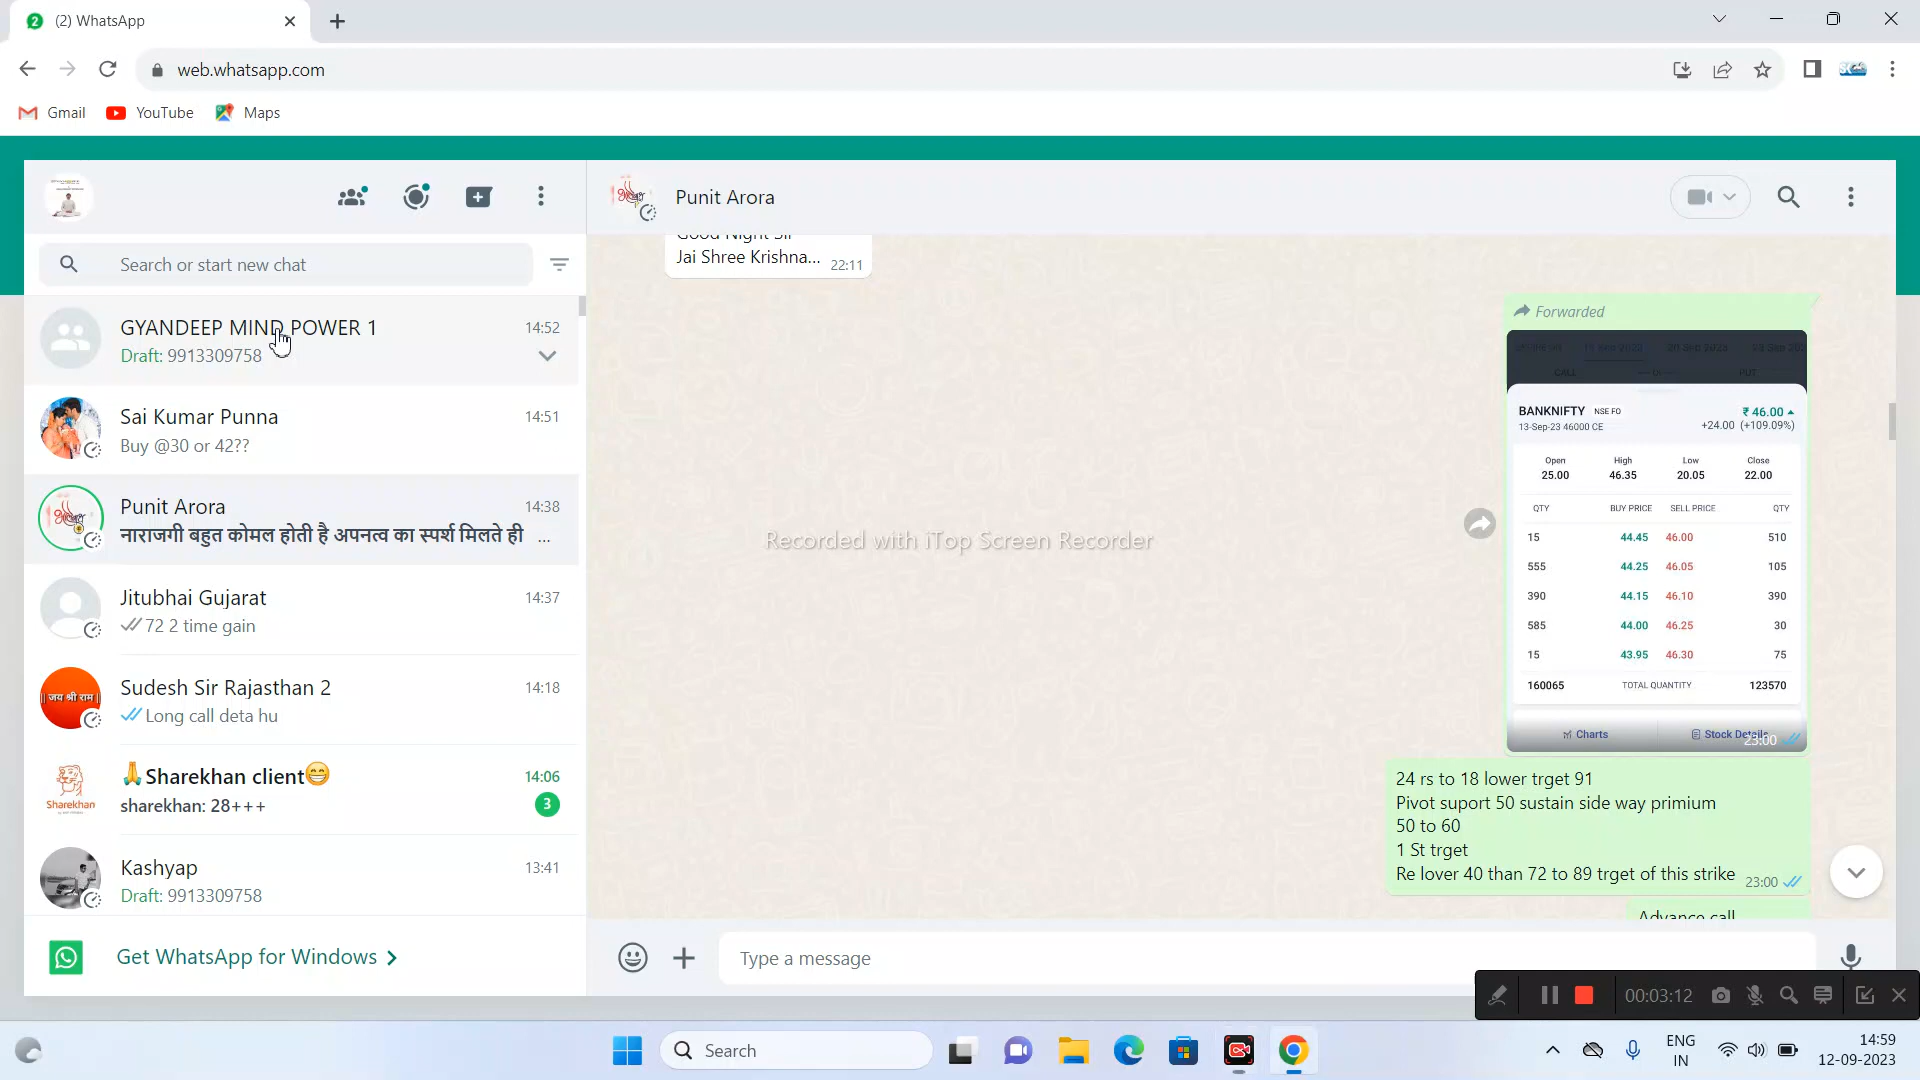 (2) WhatsApp
web.whatsapp.com
Gmail
YouTube
Maps
Search or start new chat
GYANDEEP MIND POWER 1
14:52
Draft: 9913309758
Sai Kumar Punna
14:51
Buy @30 or 42??
Punit Arora
14:38
नाराजगी बहुत कोमल होती है अपनत्व का स्पर्श मिलते ही ...
Jitubhai Gujarat
14:37
72 2 time gain
Sudesh Sir Rajasthan 2
14:18
Long call deta hu
जय श्री राम
Sharekhan client
14:06
Sharekhan
sharekhan: 28+++
3
Kashyap
13:41
Draft: 9913309758
Get WhatsApp for Windows
Punit Arora
Good Night Sir
Jai Shree Krishna...
22:11
Forwarded
CALL
PUT
BANKNIFTY NSE FO
₹ 46.00
13-Sep-23 46000 CE
+24.00 (+109.09%)
Open High Low Close
25.00 46.35 20.05 22.00
QTY BUY PRICE SELL PRICE QTY
15 44.45 46.00 510
555 44.25 46.05 105
390 44.15 46.10 390
585 44.00 46.25 30
15 43.95 46.30 75
160065 TOTAL QUANTITY 123570
Charts
Stock Details
23:00
24 rs to 18 lower trget 91
Pivot suport 50 sustain side way primium
50 to 60
1 St trget
Re lover 40 than 72 to 89 trget of this strike
23:00
Advance call
Type a message
Recorded with iTop Screen Recorder
00:03:12
Search
ENG
IN
14:59
12-09-2023